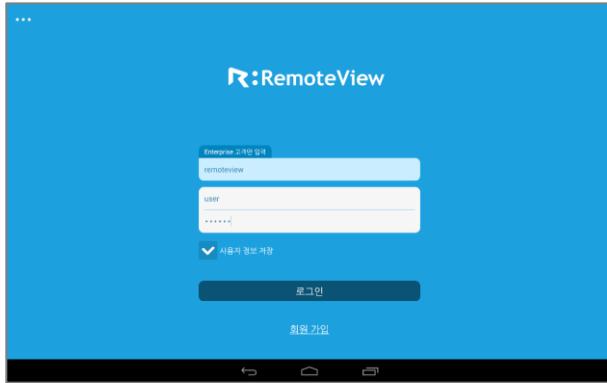 R:RemoteView
Enterprise 고객만 입력
remoteview
user
••••••
사용자 정보 저장
로그인
회원 가입